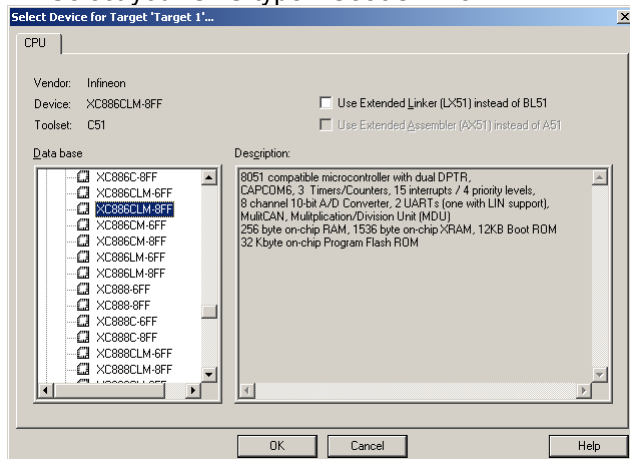 Select Device for Target 'Target 1'...
CPU
Vendor: Infineon
Device: XC886CLM-8FF
Toolset: C51
Use Extended Linker (LX51) instead of BL51
Use Extended Assembler (AX51) instead of A51
Data base
XC886C-8FF
XC886CLM-6FF
XC886CLM-8FF
XC886CM-6FF
XC886CM-8FF
XC886LM-6FF
XC886LM-8FF
XC888-6FF
XC888-8FF
XC888C-6FF
XC888C-8FF
XC888CLM-6FF
XC888CLM-8FF
Description:
8051 compatible microcontroller with dual DPTR,
CAPCOM6, 3 Timers/Counters, 15 interrupts / 4 priority levels,
8 channel 10-bit A/D Converter, 2 UARTs (one with LIN support),
MulitCAN, Mulitplication/Division Unit (MDU)
256 byte on-chip RAM, 1536 byte on-chip XRAM, 12KB Boot ROM
32 Kbyte on-chip Program Flash ROM
OK
Cancel
Help